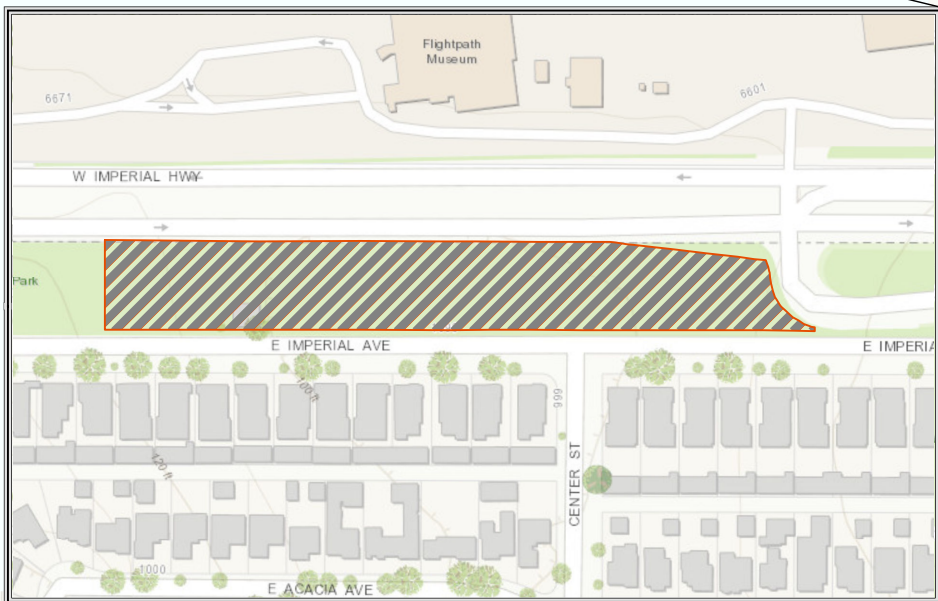 Flightpath
Museum
6671
6601
W IMPERIAL HWY
Park
E IMPERIAL AVE
E IMPERIA
100 ft
999
120 ft
CENTER ST
1000
E ACACIA AVE